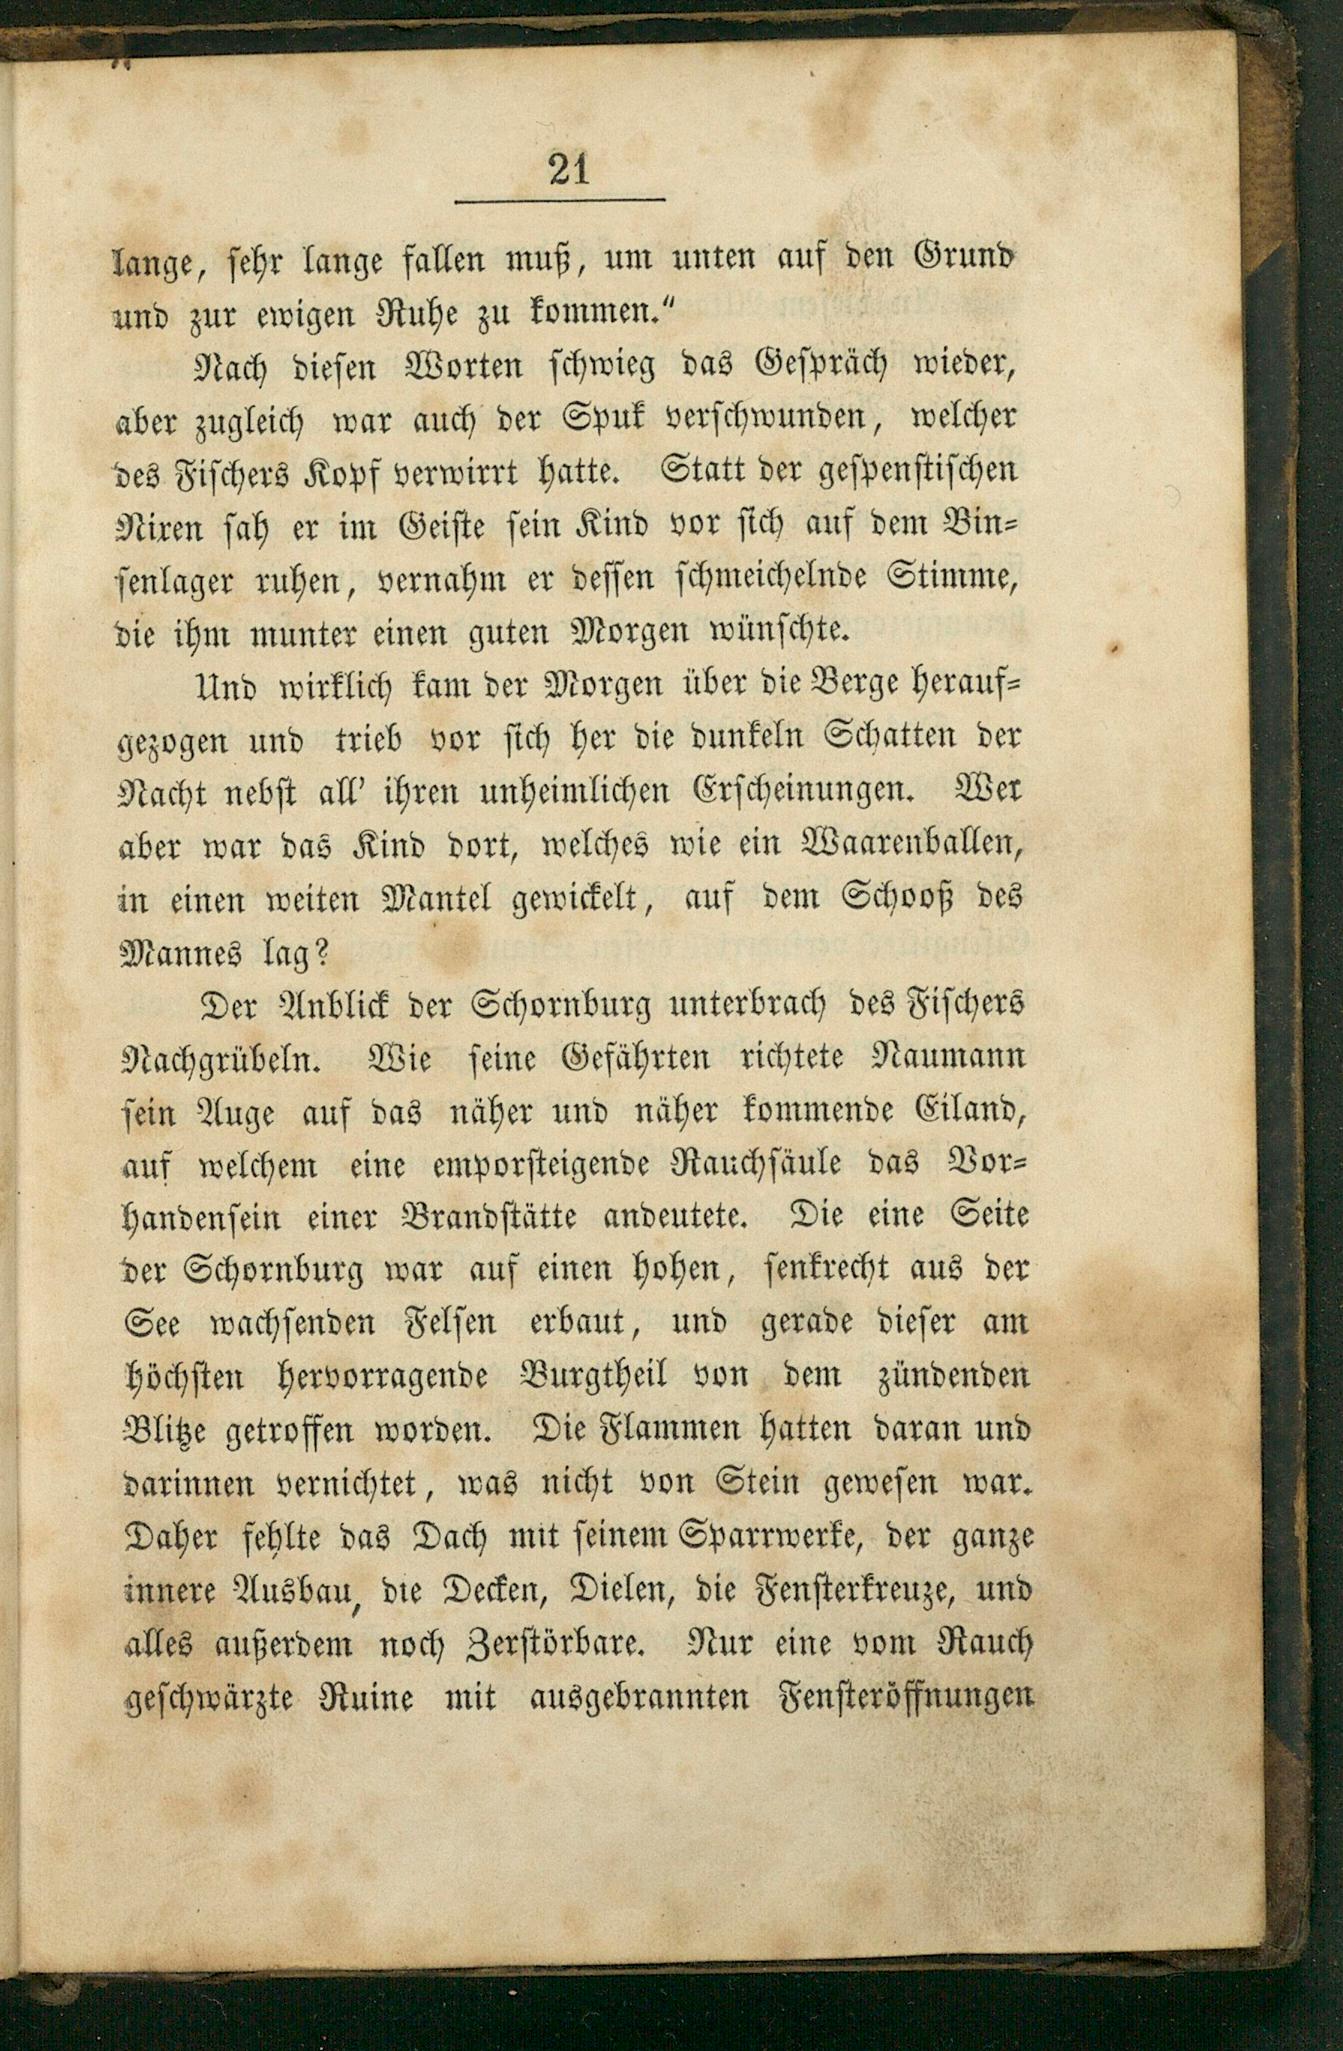 21
lange, sehr lange fallen muß, um unten auf den Grund
und zur ewigen Ruhe zu kommen.“
Nach diesen Worten schwieg das Gespräch wieder,
aber zugleich war auch der Spuk verschwunden, welcher
des Fischers Kopf verwirrt hatte. Statt der gespenstischen
Nixen sah er im Geiste sein Kind vor sich auf dem Bin-
senlager ruhen, vernahm er dessen schmeichelnde Stimme,
die ihm munter einen guten Morgen wünschte.
Und wirklich kam der Morgen über die Berge herauf-
gezogen und trieb vor sich her die dunkeln Schatten der
Nacht nebst all’ ihren unheimlichen Erscheinungen. Wer
aber war das Kind dort, welches wie ein Waarenballen,
in einen weiten Mantel gewickelt, auf dem Schooß des
Mannes lag?
Der Anblick der Schornburg unterbrach des Fischers
Nachgrübeln. Wie seine Gefährten richtete Naumann
sein Auge auf das näher und näher kommende Eiland,
auf welchem eine emporsteigende Rauchsäule das Vor-
handensein einer Brandstätte andeutete. Die eine Seite
der Schornburg war auf einen hohen, senkrecht aus der
See wachsenden Felsen erbaut, und gerade dieser am
höchsten hervorragende Burgtheil von dem zündenden
Blitze getroffen worden. Die Flammen hatten daran und
darinnen vernichtet, was nicht von Stein gewesen war.
Daher fehlte das Dach mit seinem Sparrwerke, der ganze
innere Ausbau, die Decken, Dielen, die Fensterkreuze, und
alles außerdem noch Zerstörbare. Nur eine vom Rauch
geschwärzte Ruine mit ausgebrannten Fensteröffnungen